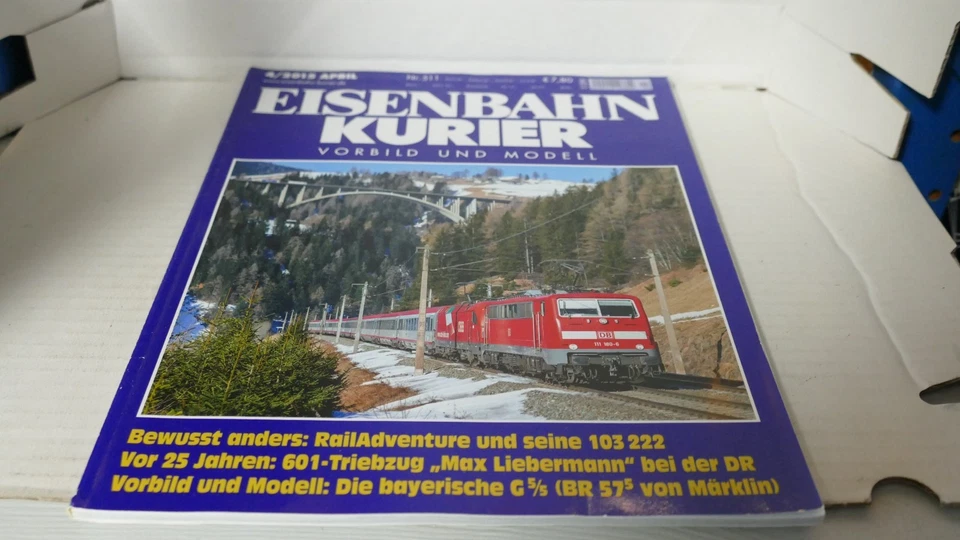 4/2015 APRIL
Nr. 511
€ 7,80
EISENBAHN
KURIER
VORBILD UND MODELL
DB
Bewusst anders: RailAdventure und seine 103 222
Vor 25 Jahren: 601-Triebzug „Max Liebermann“ bei der DR
Vorbild und Modell: Die bayerische G 5/5 (BR 57⁵ von Märklin)